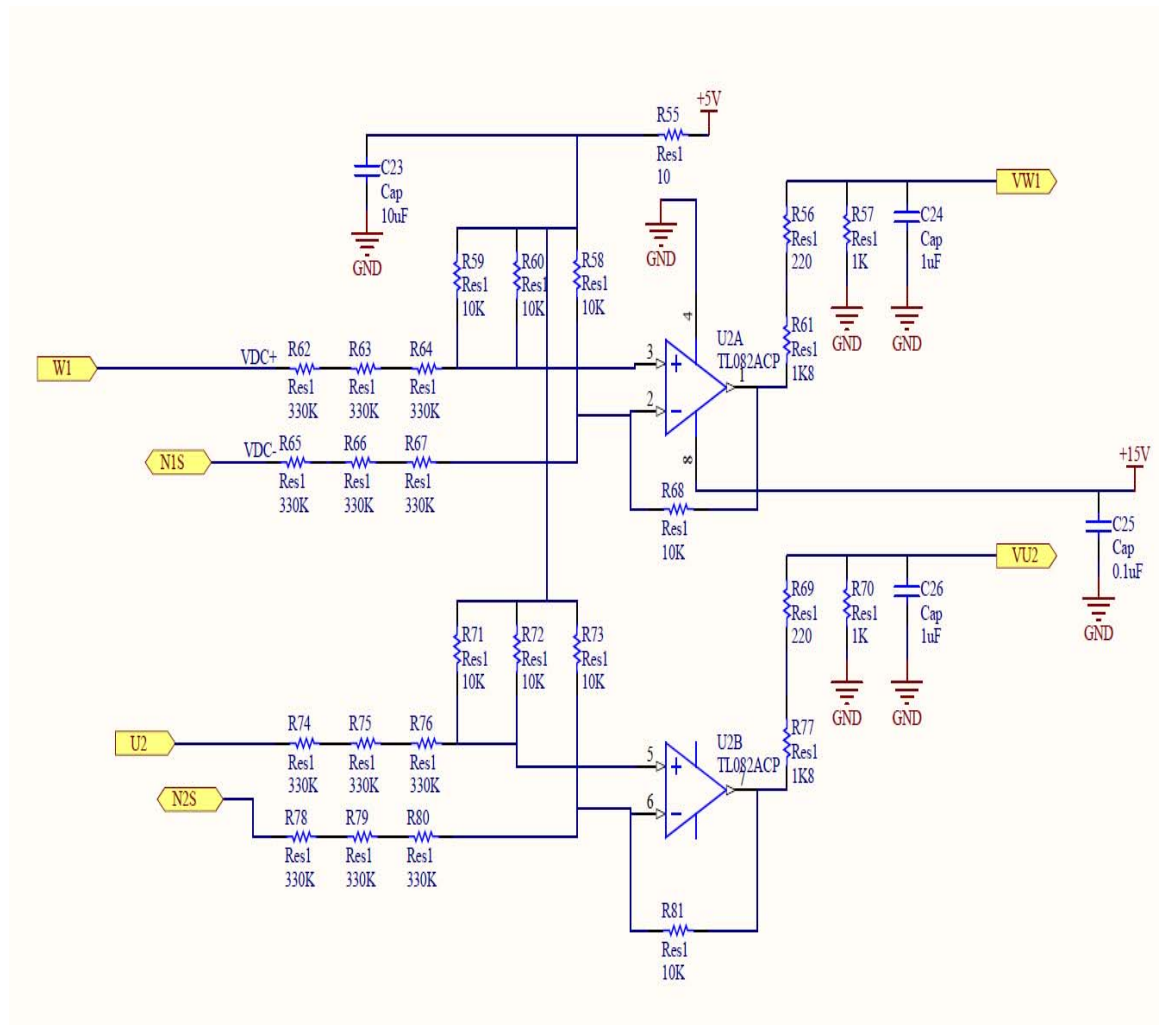 +5V
R55
Res1
10
C23
Cap
10uF
GND
GND
R56
Res1
220
R57
Res1
1K
C24
Cap
1uF
VW1
R59
Res1
10K
R60
Res1
10K
R58
Res1
10K
GND
GND
4
U2A
TL082ACP
R61
Res1
1K8
W1
VDC+
R62
Res1
330K
R63
Res1
330K
R64
Res1
330K
3
2
1
8
N1S
VDC-
R65
Res1
330K
R66
Res1
330K
R67
Res1
330K
R68
Res1
10K
+15V
C25
Cap
0.1uF
GND
VU2
R69
Res1
220
R70
Res1
1K
C26
Cap
1uF
GND
GND
R71
Res1
10K
R72
Res1
10K
R73
Res1
10K
U2
R74
Res1
330K
R75
Res1
330K
R76
Res1
330K
5
6
7
U2B
TL082ACP
R77
Res1
1K8
N2S
R78
Res1
330K
R79
Res1
330K
R80
Res1
330K
R81
Res1
10K